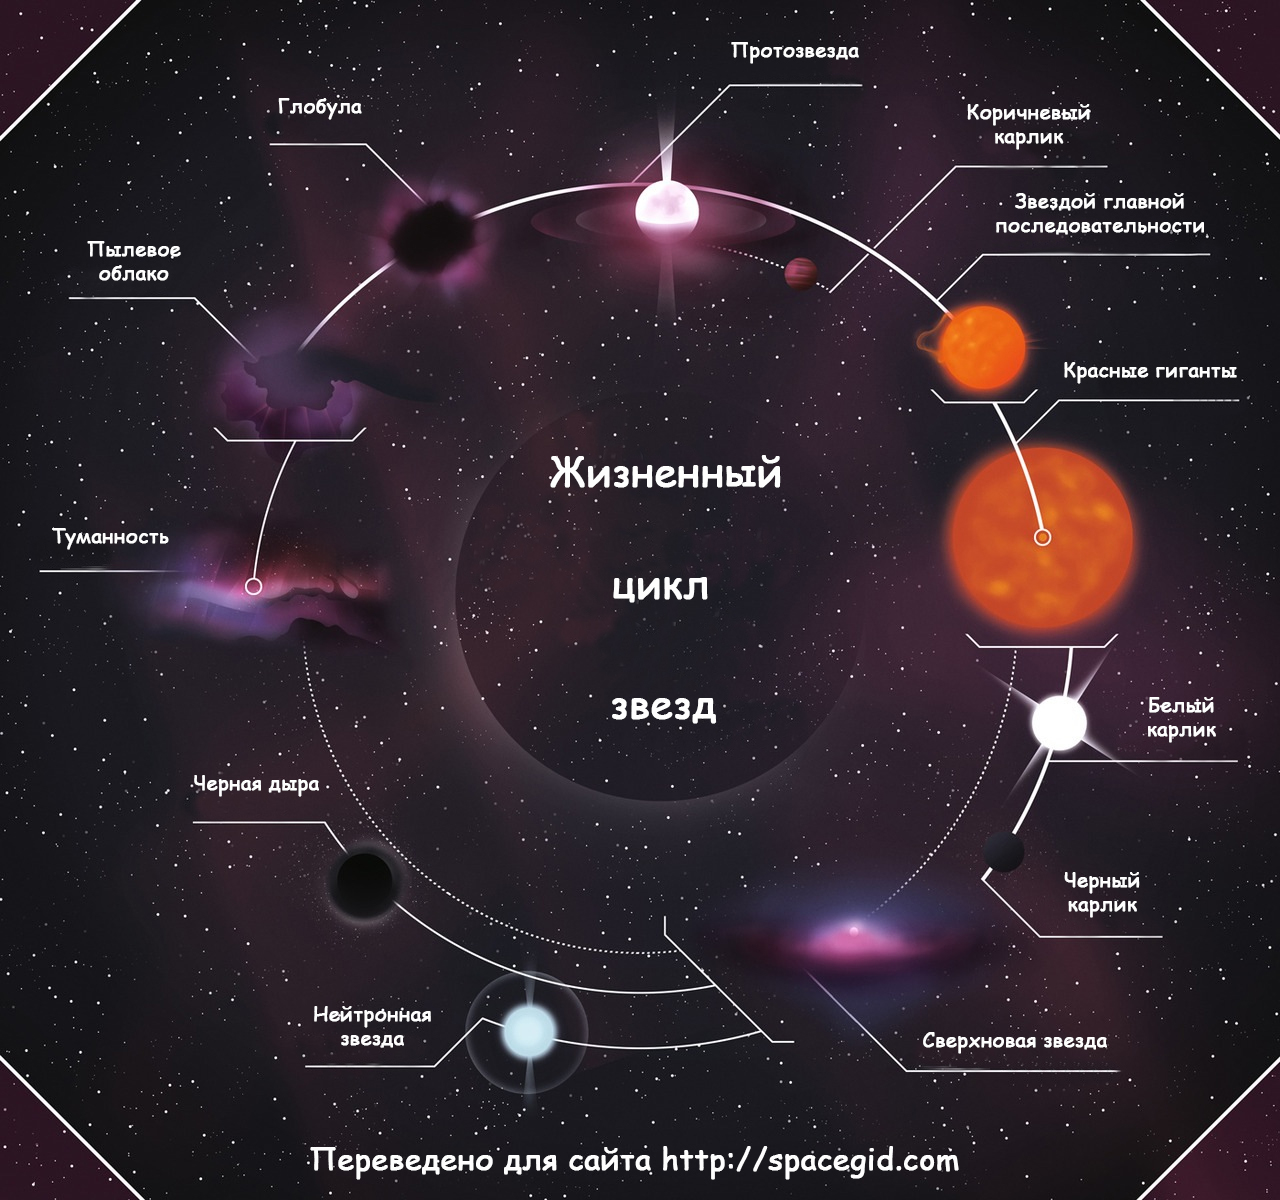 Протозвезда
Глобула
Коричневый
карлик
Звездой главной
последовательности
Пылевое
облако
Красные гиганты
Жизненный
цикл
звезд
Туманность
Белый
карлик
Черная дыра
Черный
карлик
Нейтронная
звезда
Сверхновая звезда
Переведено для сайта http://spacegid.com